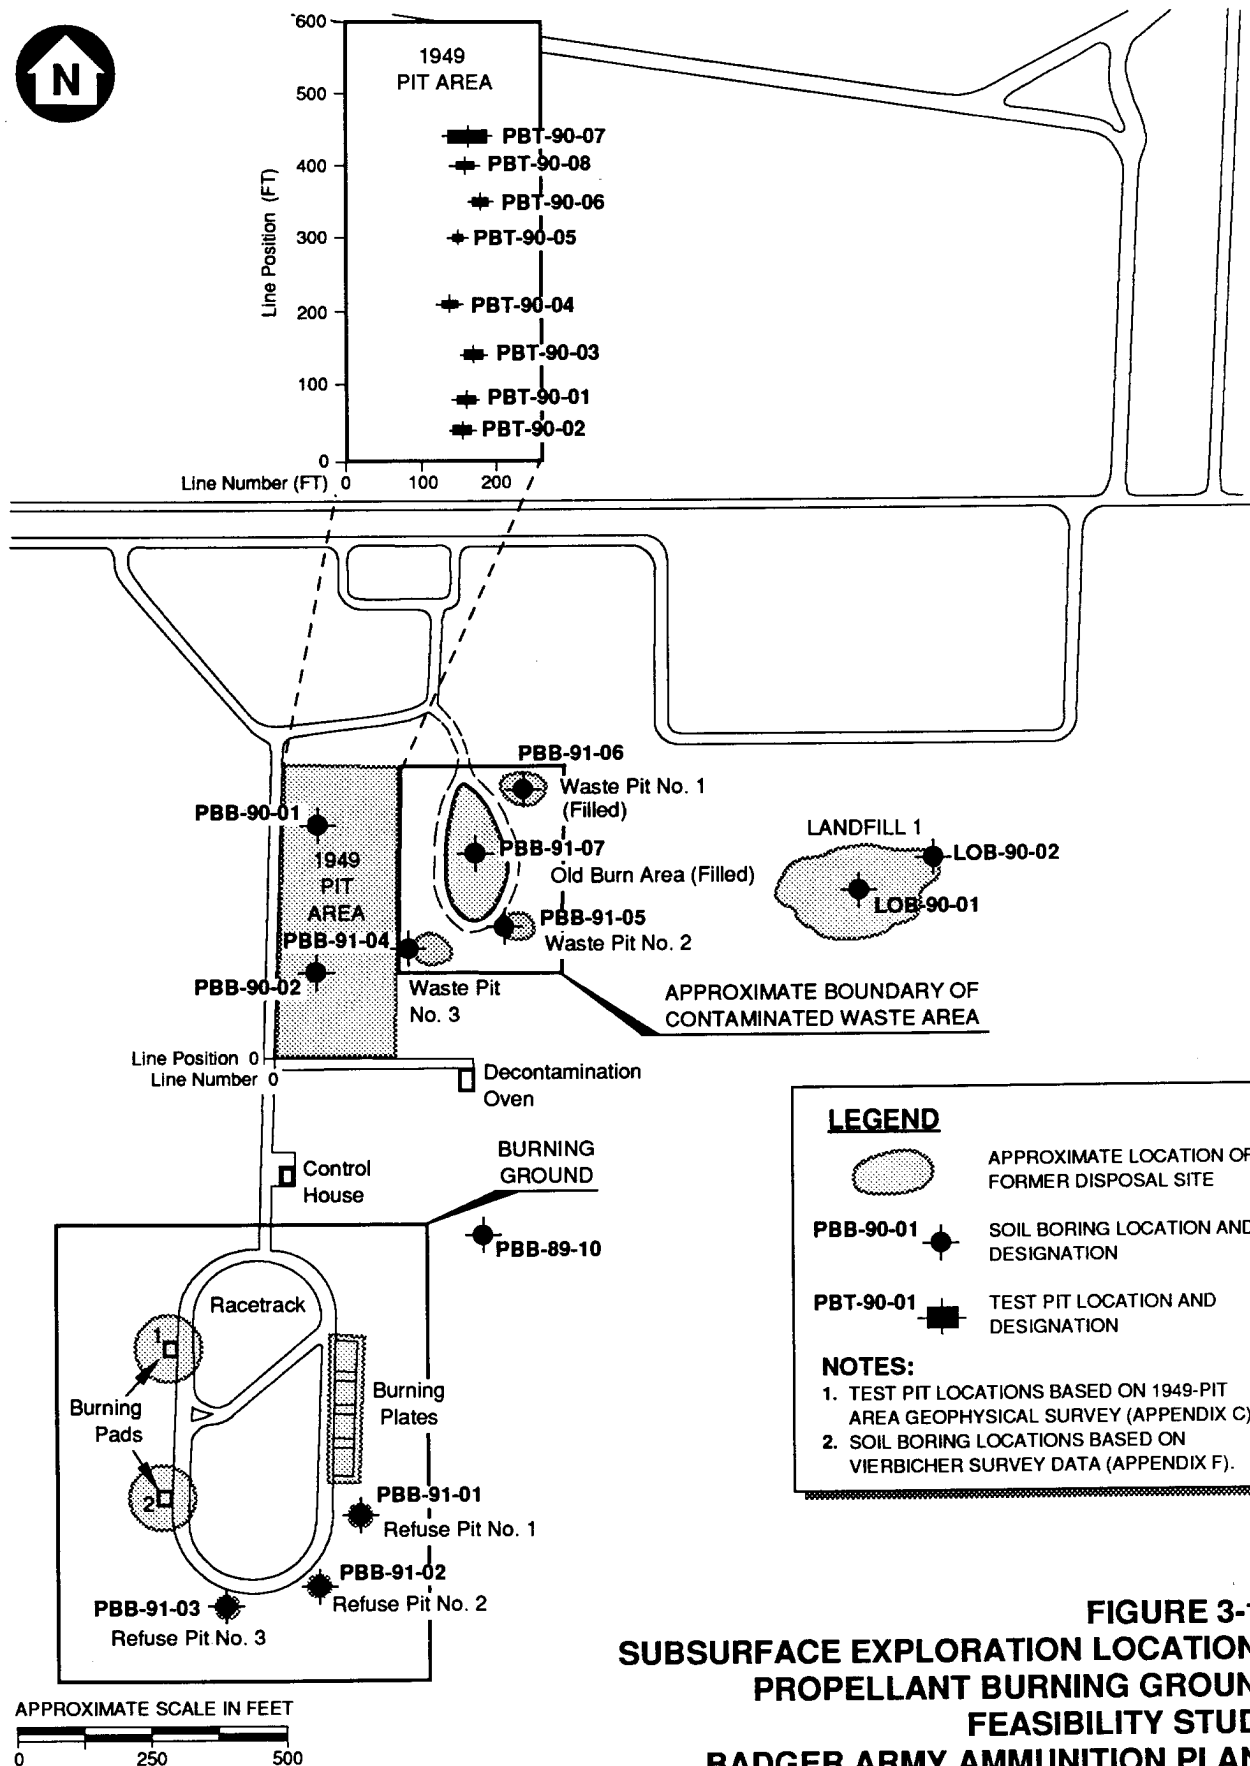 N
600
1949
PIT AREA
500
PBT-90-07
400
PBT-90-08
PBT-90-06
Line Position (FT)
300
PBT-90-05
200
PBT-90-04
PBT-90-03
100
PBT-90-01
PBT-90-02
0
Line Number (FT) 0 100 200
PBB-91-06
Waste Pit No. 1
(Filled)
PBB-90-01
LANDFILL 1
PBB-91-07
LOB-90-02
1949
PIT
AREA
Old Burn Area (Filled)
LOB-90-01
PBB-91-05
PBB-91-04
Waste Pit No. 2
PBB-90-02
Waste Pit
No. 3
APPROXIMATE BOUNDARY OF
CONTAMINATED WASTE AREA
Line Position 0
Line Number 0
Decontamination
Oven
BURNING
GROUND
Control
House
PBB-89-10
Racetrack
1
Burning
Pads
Burning
Plates
2
PBB-91-01
Refuse Pit No. 1
PBB-91-02
Refuse Pit No. 2
PBB-91-03
Refuse Pit No. 3
LEGEND
APPROXIMATE LOCATION OF
FORMER DISPOSAL SITE
PBB-90-01
SOIL BORING LOCATION AND
DESIGNATION
PBT-90-01
TEST PIT LOCATION AND
DESIGNATION
NOTES:
1. TEST PIT LOCATIONS BASED ON 1949-PIT
AREA GEOPHYSICAL SURVEY (APPENDIX C)
2. SOIL BORING LOCATIONS BASED ON
VIERBICHER SURVEY DATA (APPENDIX F).
FIGURE 3-
SUBSURFACE EXPLORATION LOCATION
PROPELLANT BURNING GROUN
FEASIBILITY STUD
BADGER ARMY AMMUNITION PLAN
APPROXIMATE SCALE IN FEET
0 250 500